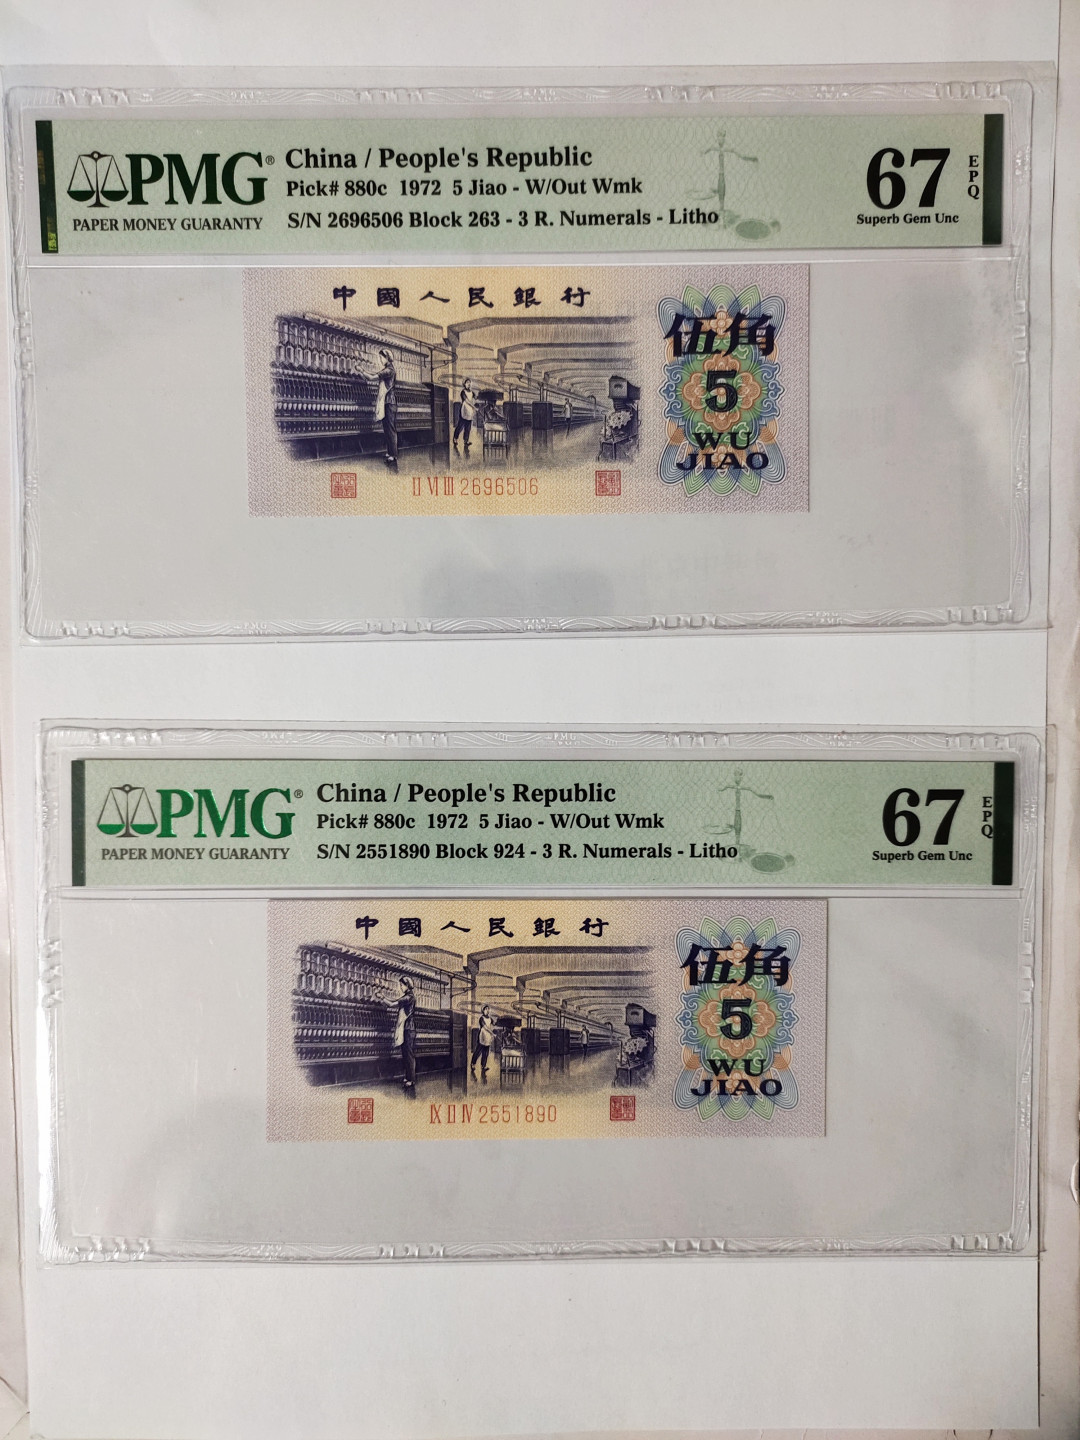 PMG®
PAPER MONEY GUARANTY
China / People's Republic
Pick# 880c 1972 5 Jiao - W/Out Wmk
S/N 2696506 Block 263 - 3 R. Numerals - Litho
67
EPQ
Superb Gem Unc
中國人民銀行
伍角
5
WU
JIAO
II VI III 2696506
PMG®
PAPER MONEY GUARANTY
China / People's Republic
Pick# 880c 1972 5 Jiao - W/Out Wmk
S/N 2551890 Block 924 - 3 R. Numerals - Litho
67
EPQ
Superb Gem Unc
中國人民銀行
伍角
5
WU
JIAO
IX II IV 2551890